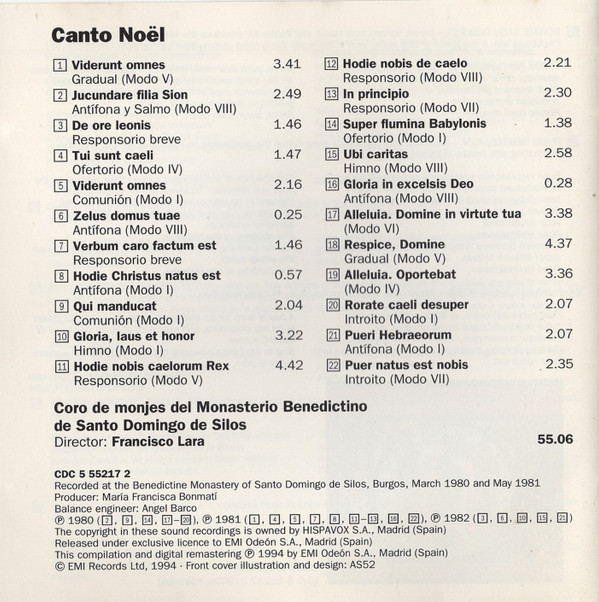 Canto Noël
1 Viderunt omnes 3.41
Gradual (Modo V)
2 Jucundare filia Sion 2.49
Antífona y Salmo (Modo VIII)
3 De ore leonis 1.46
Responsorio breve
4 Tui sunt caeli 1.47
Ofertorio (Modo IV)
5 Viderunt omnes 2.16
Comunión (Modo I)
6 Zelus domus tuae 0.25
Antífona (Modo VIII)
7 Verbum caro factum est 1.46
Responsorio breve
8 Hodie Christus natus est 0.57
Antífona (Modo I)
9 Qui manducat 2.04
Comunión (Modo I)
10 Gloria, laus et honor 3.22
Himno (Modo I)
11 Hodie nobis caelorum Rex 4.42
Responsorio (Modo V)
12 Hodie nobis de caelo 2.21
Responsorio (Modo VIII)
13 In principio 2.30
Responsorio (Modo VII)
14 Super flumina Babylonis 1.38
Ofertorio (Modo I)
15 Ubi caritas 2.58
Himno (Modo VIII)
16 Gloria in excelsis Deo 0.28
Antífona (Modo VIII)
17 Alleluia. Domine in virtute tua 3.38
(Modo VI)
18 Respice, Domine 4.37
Gradual (Modo V)
19 Alleluia. Oportebat 3.36
(Modo IV)
20 Rorate caeli desuper 2.07
Introito (Modo I)
21 Pueri Hebraeorum 2.07
Antífona (Modo I)
22 Puer natus est nobis 2.35
Introito (Modo VII)
Coro de monjes del Monasterio Benedictino
de Santo Domingo de Silos
Director: Francisco Lara 55.06
CDC 5 55217 2
Recorded at the Benedictine Monastery of Santo Domingo de Silos, Burgos, March 1980 and May 1981
Producer: María Francisca Bonmatí
Balance engineer: Angel Barco
℗ 1980 (2, 9, 14, 17–20), ℗ 1981 (1, 4, 5, 7, 8, 11–13, 16, 22), ℗ 1982 (3, 6, 10, 15, 21)
The copyright in these sound recordings is owned by HISPAVOX S.A., Madrid (Spain)
Released under exclusive licence to EMI Odeón S.A., Madrid (Spain)
This compilation and digital remastering ℗ 1994 by EMI Odeón S.A., Madrid (Spain)
© EMI Records Ltd, 1994 · Front cover illustration and design: AS52